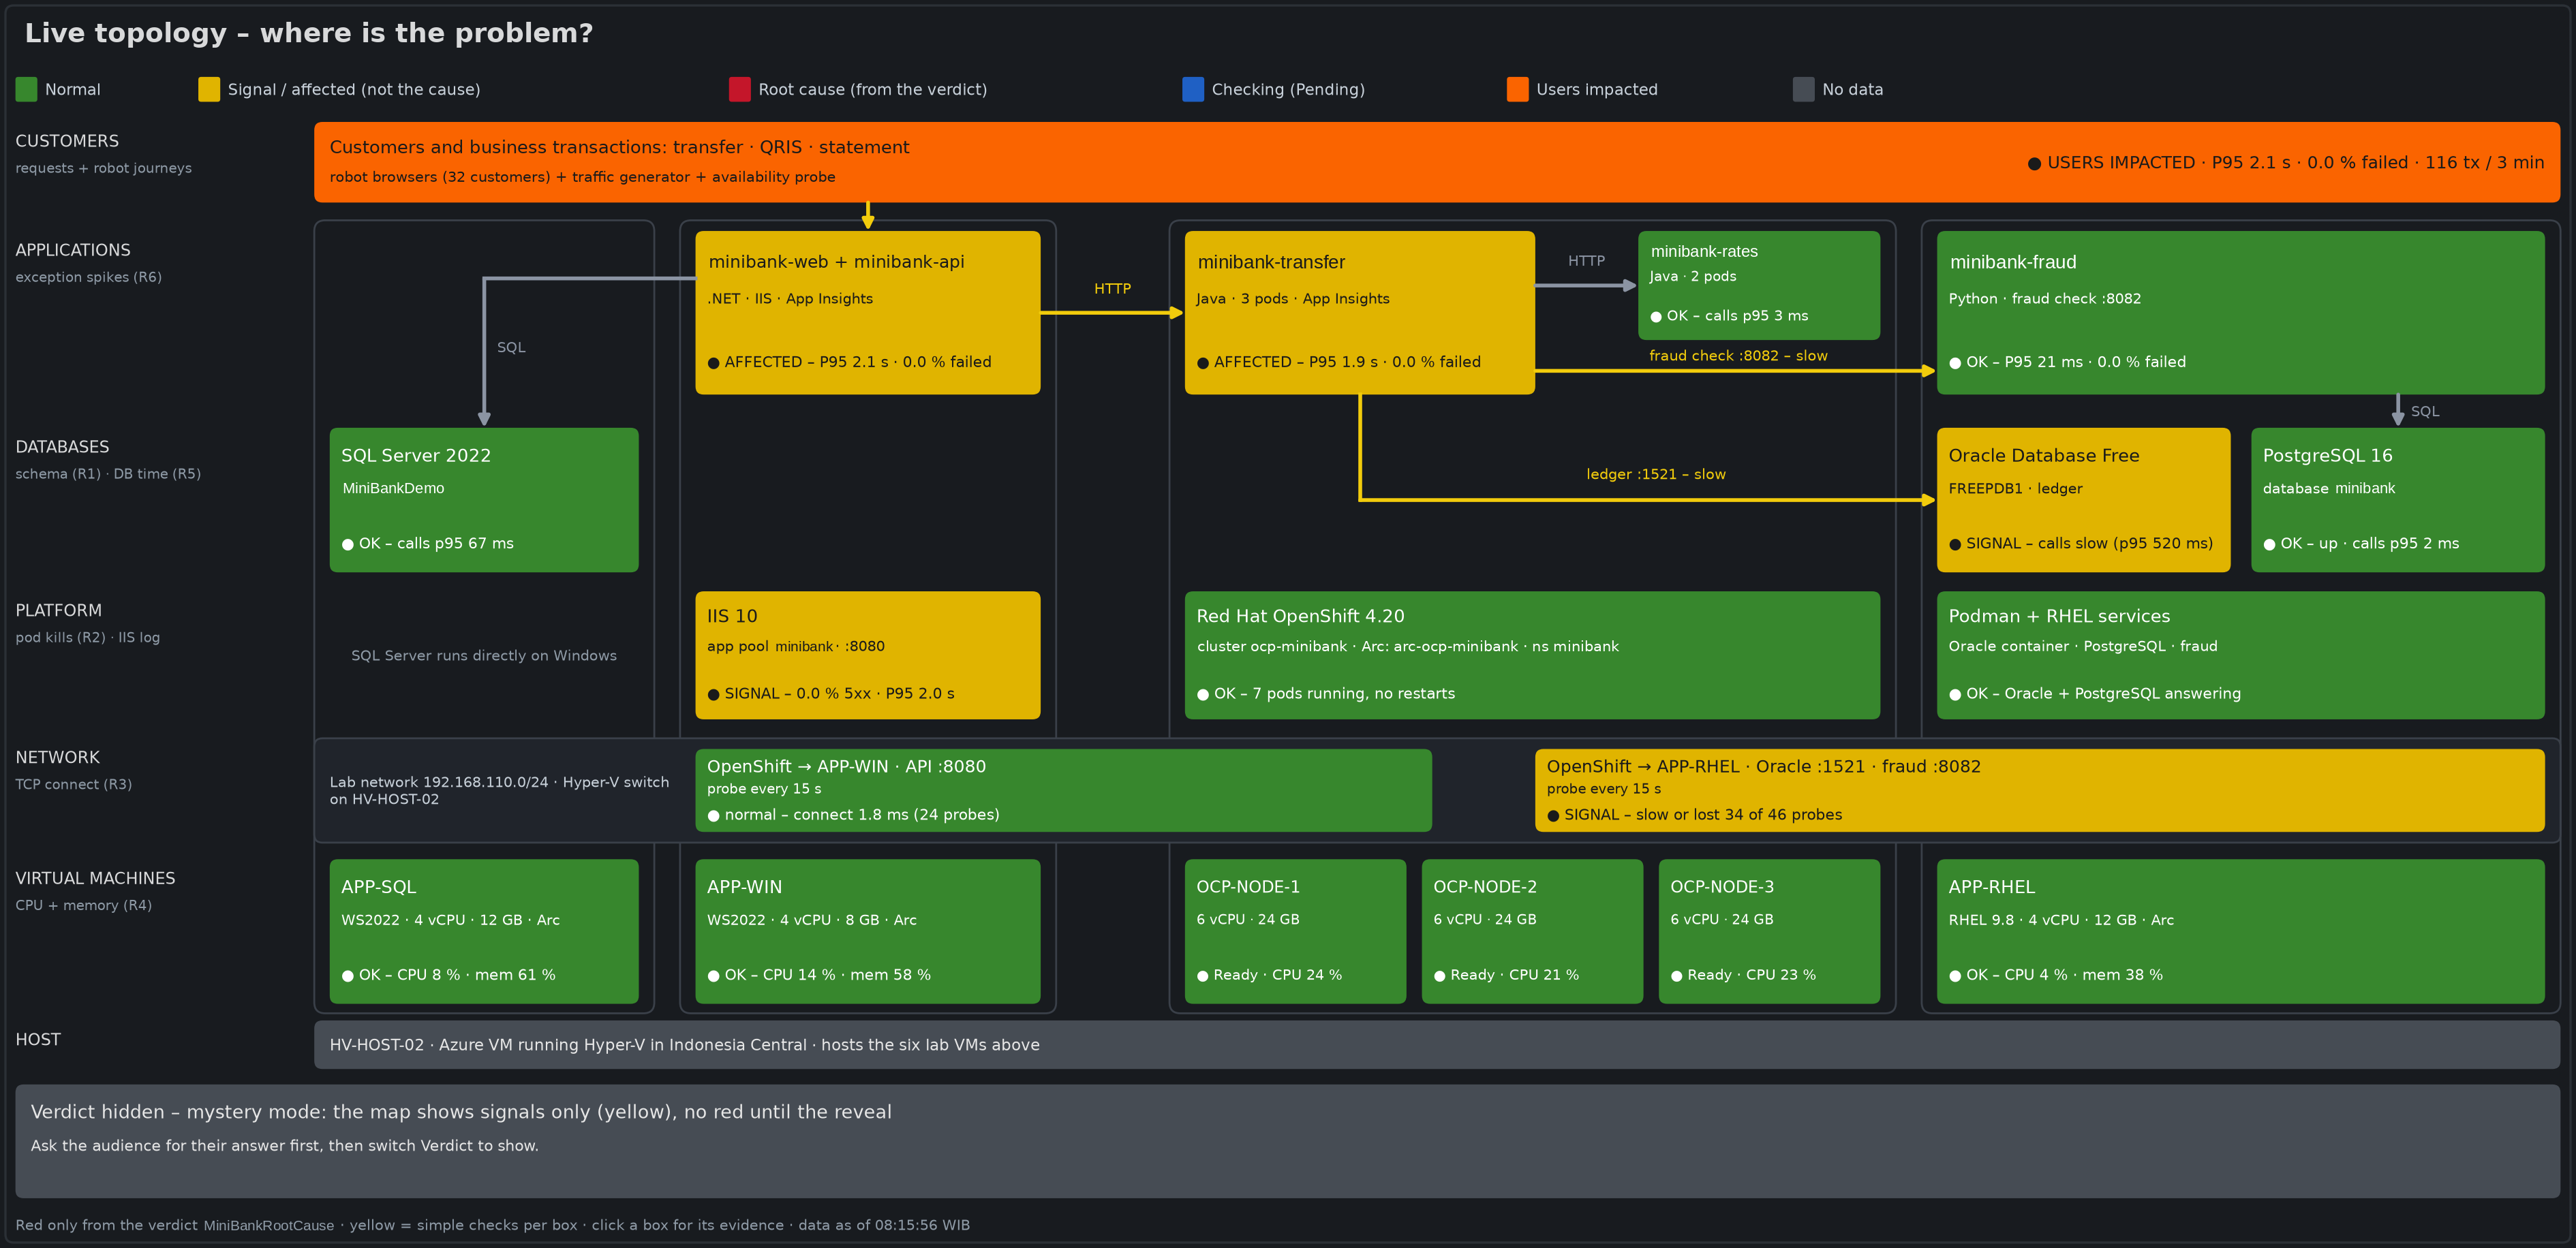 Live topology – where is the problem?
Normal
Signal / affected (not the cause)
Root cause (from the verdict)
Checking (Pending)
Users impacted
No data
CUSTOMERS
requests + robot journeys
Customers and business transactions: transfer · QRIS · statement
robot browsers (32 customers) + traffic generator + availability probe
● USERS IMPACTED · P95 2.1 s · 0.0 % failed · 116 tx / 3 min
APPLICATIONS
exception spikes (R6)
minibank-web + minibank-api
.NET · IIS · App Insights
● AFFECTED – P95 2.1 s · 0.0 % failed
HTTP
minibank-transfer
Java · 3 pods · App Insights
● AFFECTED – P95 1.9 s · 0.0 % failed
HTTP
minibank-rates
Java · 2 pods
● OK – calls p95 3 ms
fraud check :8082 – slow
minibank-fraud
Python · fraud check :8082
● OK – P95 21 ms · 0.0 % failed
SQL
SQL
DATABASES
schema (R1) · DB time (R5)
SQL Server 2022
MiniBankDemo
● OK – calls p95 67 ms
ledger :1521 – slow
Oracle Database Free
FREEPDB1 · ledger
● SIGNAL – calls slow (p95 520 ms)
PostgreSQL 16
database minibank
● OK – up · calls p95 2 ms
PLATFORM
pod kills (R2) · IIS log
SQL Server runs directly on Windows
IIS 10
app pool minibank · :8080
● SIGNAL – 0.0 % 5xx · P95 2.0 s
Red Hat OpenShift 4.20
cluster ocp-minibank · Arc: arc-ocp-minibank · ns minibank
● OK – 7 pods running, no restarts
Podman + RHEL services
Oracle container · PostgreSQL · fraud
● OK – Oracle + PostgreSQL answering
NETWORK
TCP connect (R3)
Lab network 192.168.110.0/24 · Hyper-V switch
on HV-HOST-02
OpenShift → APP-WIN · API :8080
probe every 15 s
● normal – connect 1.8 ms (24 probes)
OpenShift → APP-RHEL · Oracle :1521 · fraud :8082
probe every 15 s
● SIGNAL – slow or lost 34 of 46 probes
VIRTUAL MACHINES
CPU + memory (R4)
APP-SQL
WS2022 · 4 vCPU · 12 GB · Arc
● OK – CPU 8 % · mem 61 %
APP-WIN
WS2022 · 4 vCPU · 8 GB · Arc
● OK – CPU 14 % · mem 58 %
OCP-NODE-1
6 vCPU · 24 GB
● Ready · CPU 24 %
OCP-NODE-2
6 vCPU · 24 GB
● Ready · CPU 21 %
OCP-NODE-3
6 vCPU · 24 GB
● Ready · CPU 23 %
APP-RHEL
RHEL 9.8 · 4 vCPU · 12 GB · Arc
● OK – CPU 4 % · mem 38 %
HOST
HV-HOST-02 · Azure VM running Hyper-V in Indonesia Central · hosts the six lab VMs above
Verdict hidden – mystery mode: the map shows signals only (yellow), no red until the reveal
Ask the audience for their answer first, then switch Verdict to show.
Red only from the verdict MiniBankRootCause · yellow = simple checks per box · click a box for its evidence · data as of 08:15:56 WIB